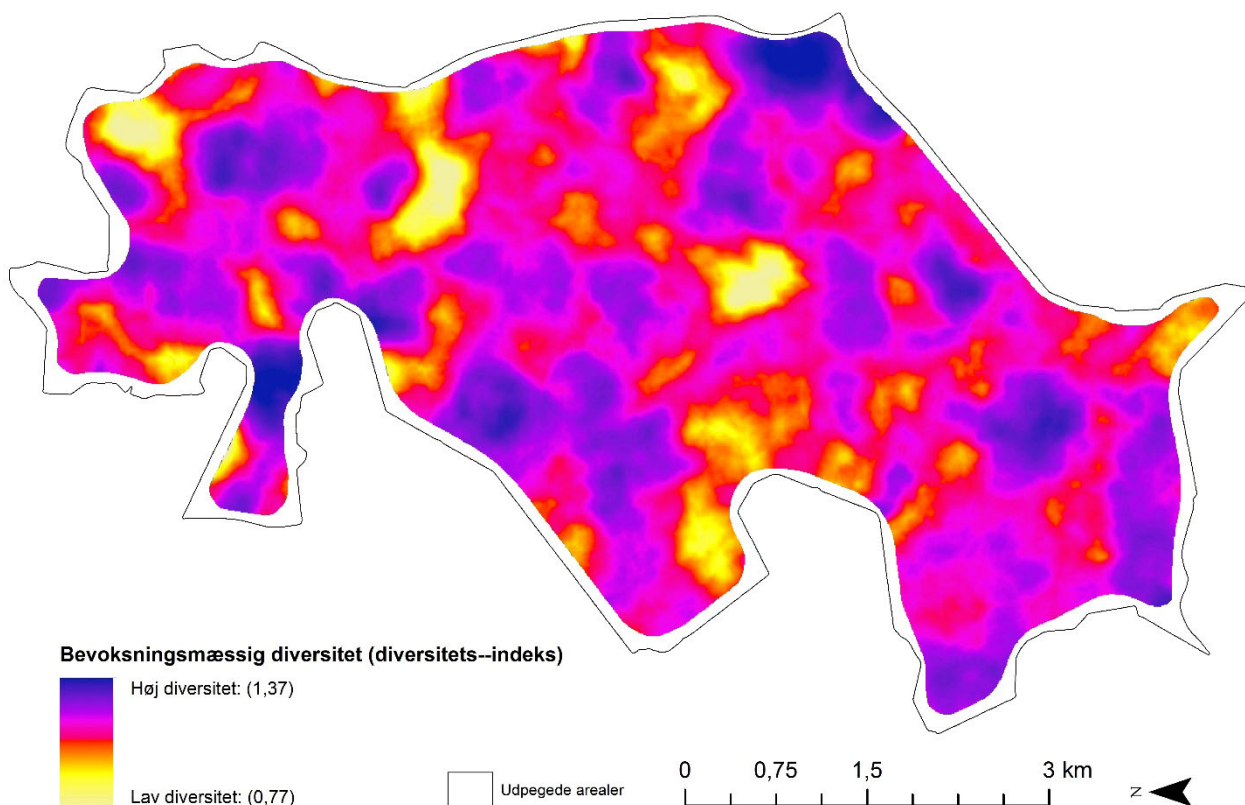 Bevoksningsmæssig diversitet (diversitets--indeks)
Høj diversitet: (1,37)
Lav diversitet: (0,77)
Udpegede arealer
0 0,75 1,5 3 km
N